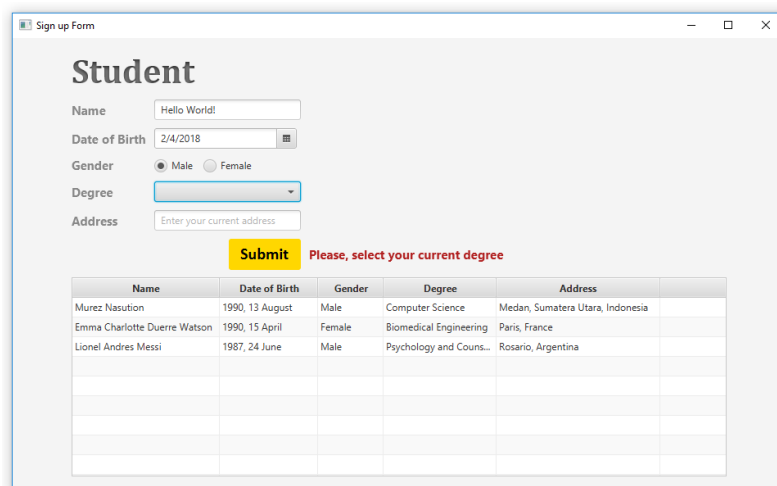 Sign up Form
Student
Name Hello World!
Date of Birth 2/4/2018
Gender Male Female
Degree
Address Enter your current address
Submit Please, select your current degree
Name Date of Birth Gender Degree Address
Murez Nasution 1990, 13 August Male Computer Science Medan, Sumatera Utara, Indonesia
Emma Charlotte Duerre Watson 1990, 15 April Female Biomedical Engineering Paris, France
Lionel Andres Messi 1987, 24 June Male Psychology and Couns... Rosario, Argentina